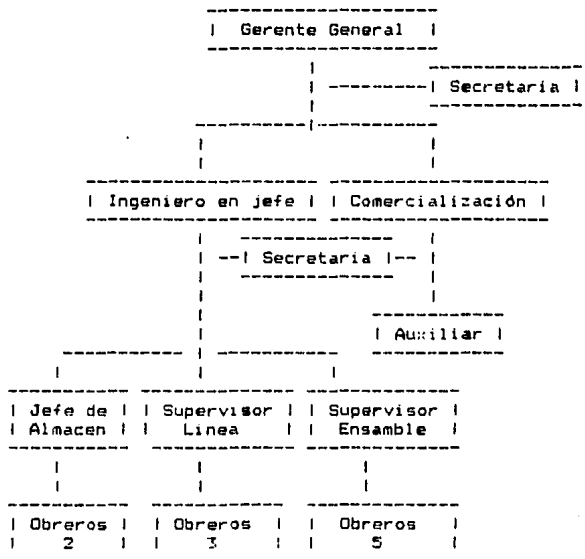 Gerente General
Secretaria
Ingeniero en jefe
Comercialización
Secretaria
Auxiliar
Jefe de
Almacen
Supervisor
Linea
Supervisor
Ensamble
Obreros
2
Obreros
3
Obreros
5